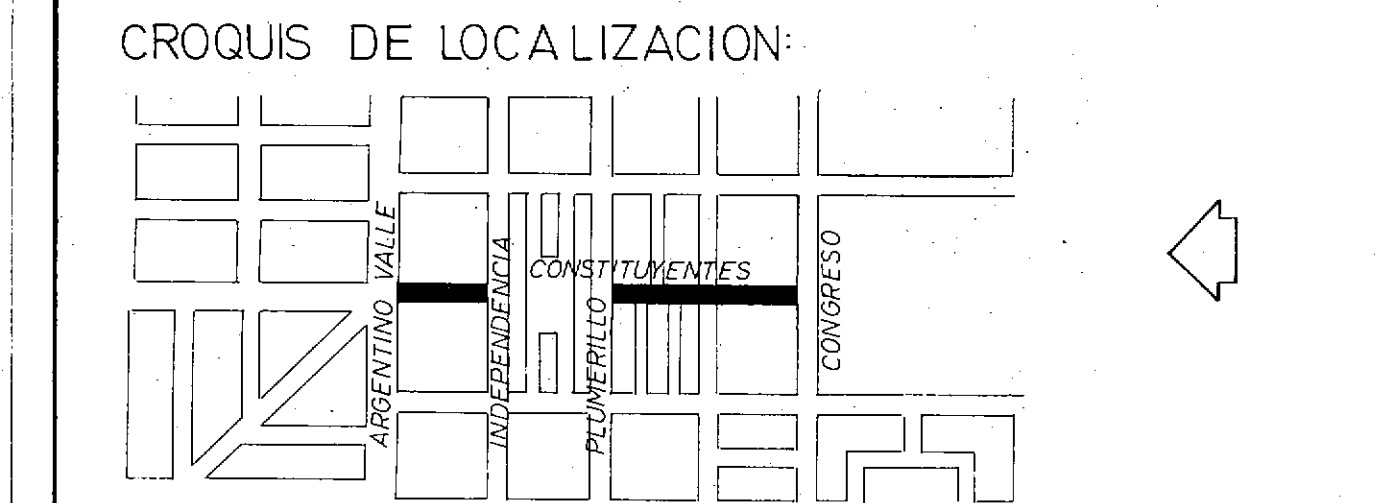 CROQUIS DE LOCALIZACION:
ARGENTINO VALLE
INDEPENDENCIA
CONSTITUYENTES
PLUMERILLO
CONGRESO